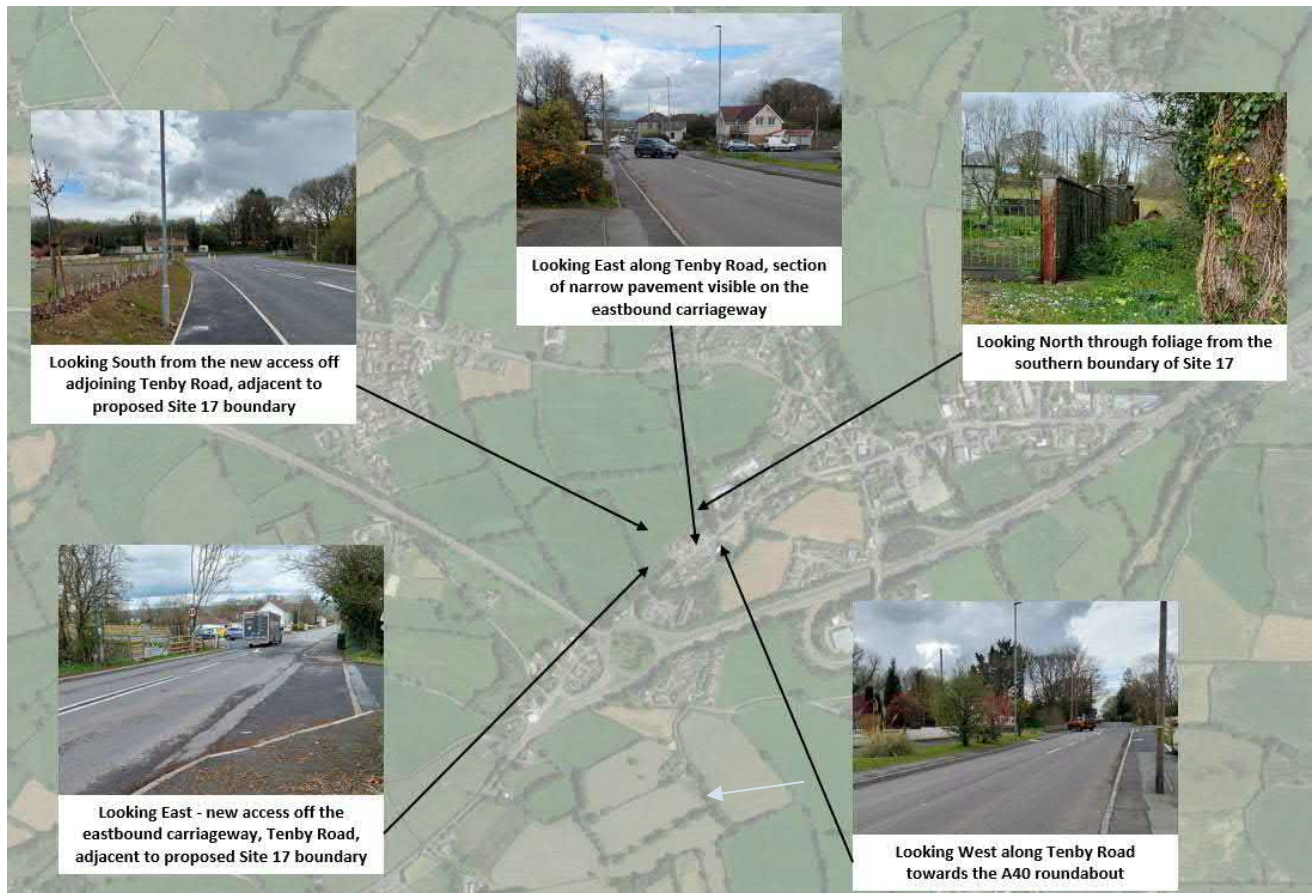 Looking South from the new access off
adjoining Tenby Road, adjacent to
proposed Site 17 boundary
Looking East along Tenby Road, section
of narrow pavement visible on the
eastbound carriageway
Looking North through foliage from the
southern boundary of Site 17
Looking East - new access off the
eastbound carriageway, Tenby Road,
adjacent to proposed Site 17 boundary
Looking West along Tenby Road
towards the A40 roundabout